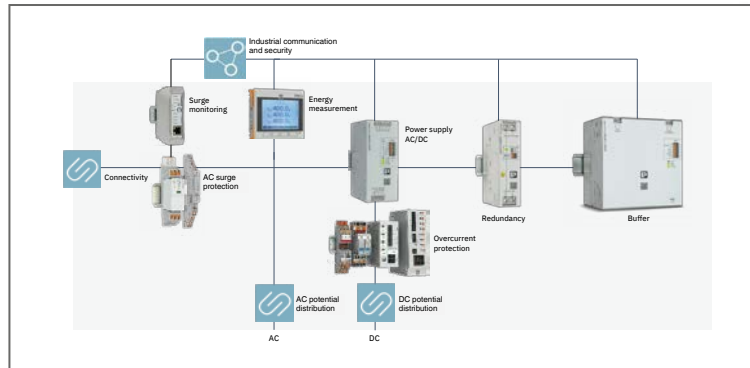 Industrial communication
and security
Surge
monitoring
Energy
measurement
Power supply
AC/DC
Connectivity
AC surge
protection
Redundancy
Buffer
Overcurrent
protection
AC potential
distribution
DC potential
distribution
AC
DC